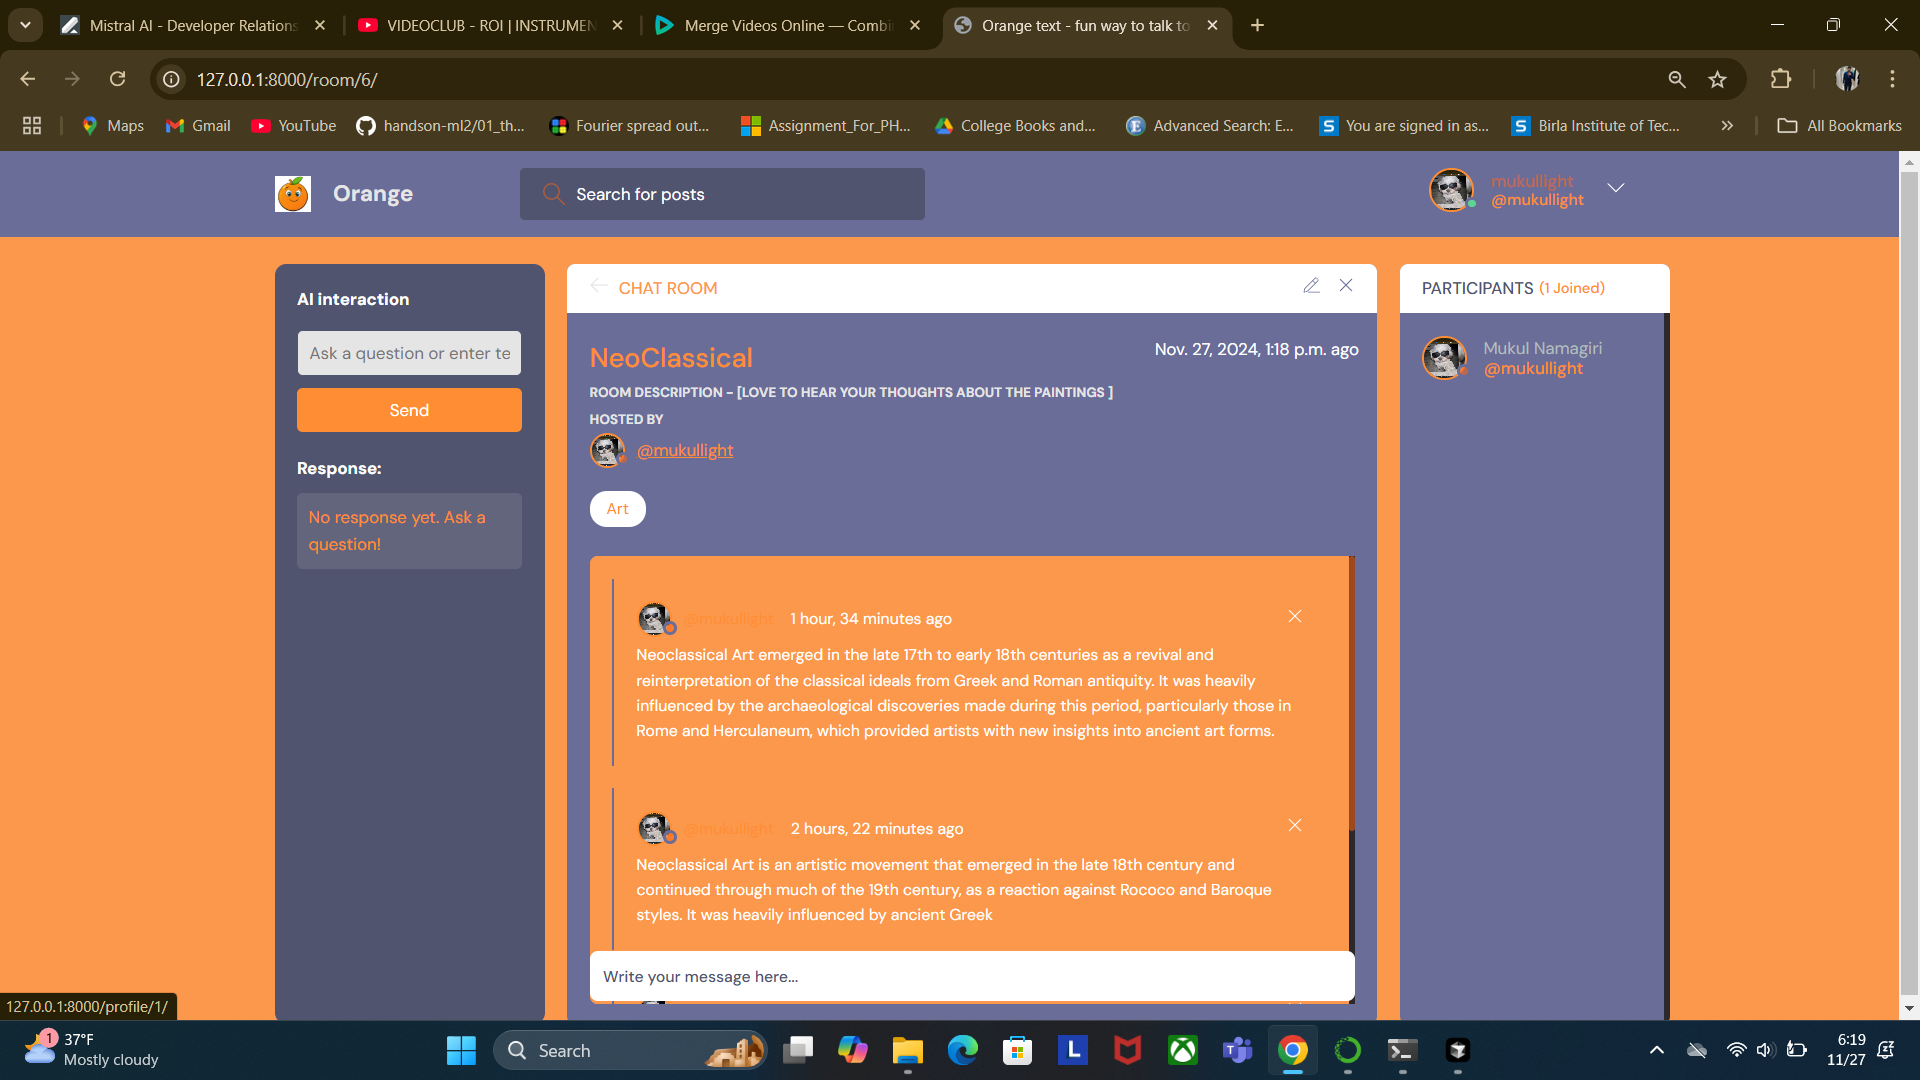 Mistral AI - Developer Relations
VIDEOCLUB - ROI | INSTRUMEN
Merge Videos Online — Combi
Orange text - fun way to talk to
127.0.0.1:8000/room/6/
Maps
Gmail
YouTube
handson-ml2/01_th...
Fourier spread out...
Assignment_For_PH...
College Books and...
Advanced Search: E...
You are signed in as...
Birla Institute of Tec...
All Bookmarks
Orange
Search for posts
mukullight
@mukullight
AI interaction
Ask a question or enter te
Send
Response:
No response yet. Ask a
question!
CHAT ROOM
NeoClassical
Nov. 27, 2024, 1:18 p.m. ago
ROOM DESCRIPTION - [LOVE TO HEAR YOUR THOUGHTS ABOUT THE PAINTINGS ]
HOSTED BY
@mukullight
Art
@mukullight 1 hour, 34 minutes ago
Neoclassical Art emerged in the late 17th to early 18th centuries as a revival and
reinterpretation of the classical ideals from Greek and Roman antiquity. It was heavily
influenced by the archaeological discoveries made during this period, particularly those in
Rome and Herculaneum, which provided artists with new insights into ancient art forms.
@mukullight 2 hours, 22 minutes ago
Neoclassical Art is an artistic movement that emerged in the late 18th century and
continued through much of the 19th century, as a reaction against Rococo and Baroque
styles. It was heavily influenced by ancient Greek
Write your message here...
PARTICIPANTS (1 Joined)
Mukul Namagiri
@mukullight
127.0.0.1:8000/profile/1/
1
37°F
Mostly cloudy
Search
L
6:19
11/27